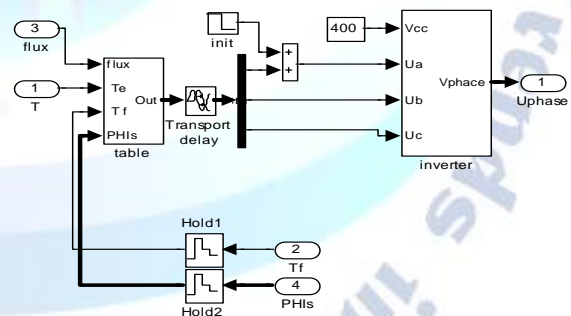 3
flux
1
T
flux
Te
Tf
PHIs
Out
table
Transport
delay
init
+
+
400
Vcc
Ua
Ub
Uc
Vphace
inverter
1
Uphase
Hold1
2
Tf
Hold2
4
PHIs